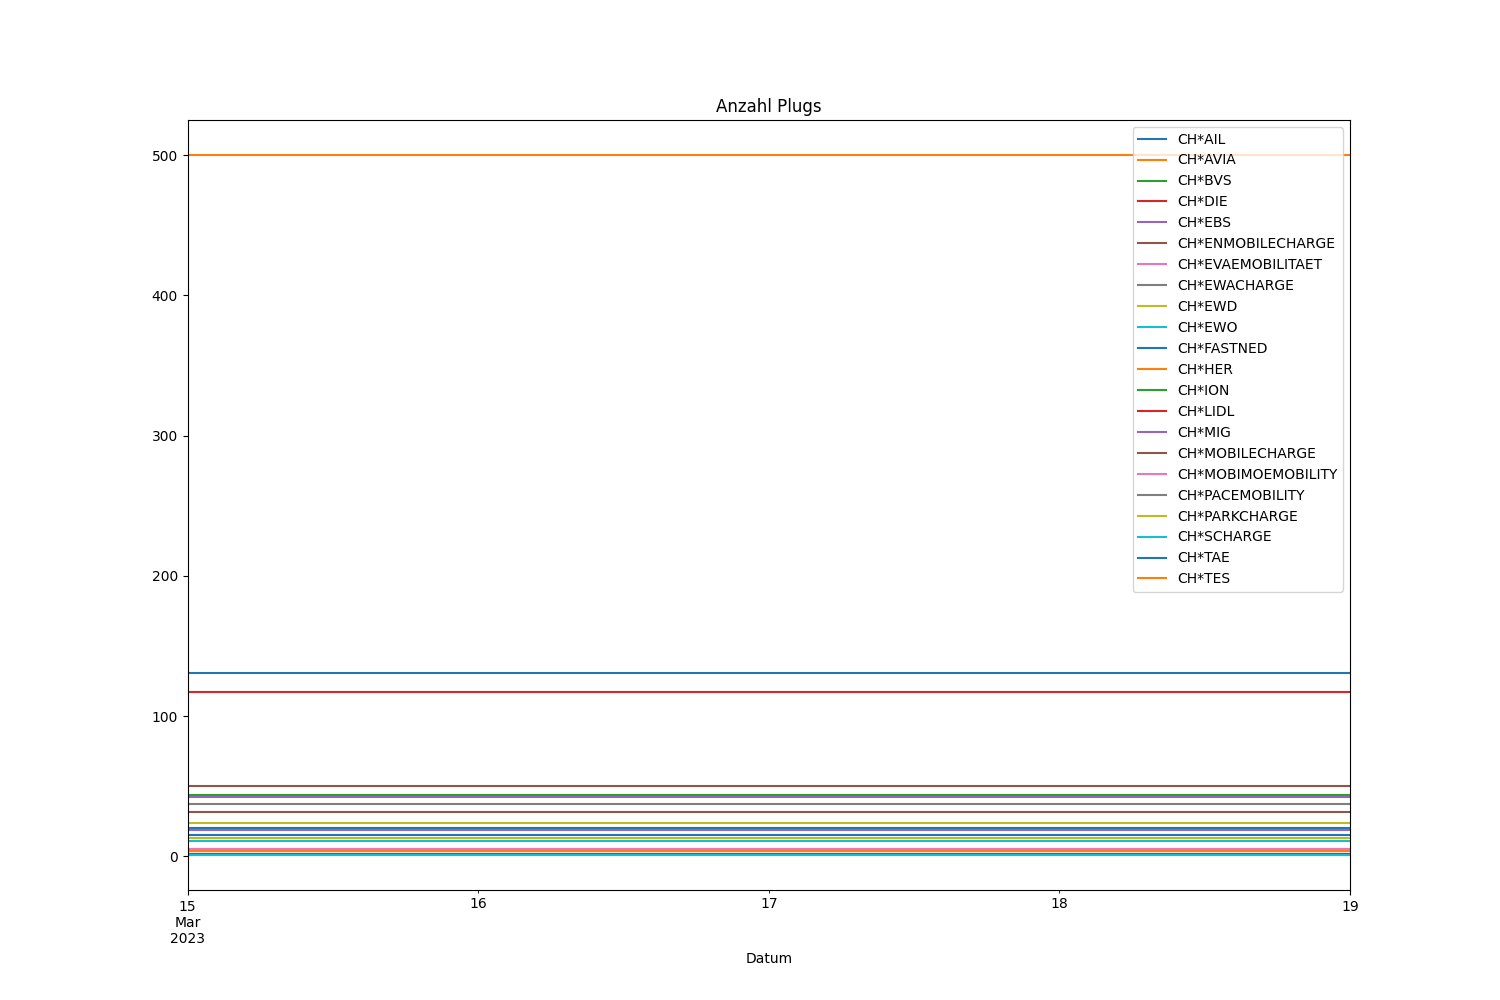 Anzahl Plugs
500
400
300
200
100
0
CH*AIL
CH*AVIA
CH*BVS
CH*DIE
CH*EBS
CH*ENMOBILECHARGE
CH*EVAEMOBILITAET
CH*EWACHARGE
CH*EWD
CH*EWO
CH*FASTNED
CH*HER
CH*ION
CH*LIDL
CH*MIG
CH*MOBILECHARGE
CH*MOBIMOEMOBILITY
CH*PACEMOBILITY
CH*PARKCHARGE
CH*SCHARGE
CH*TAE
CH*TES
15 16 17 18 19
Mar
2023
Datum